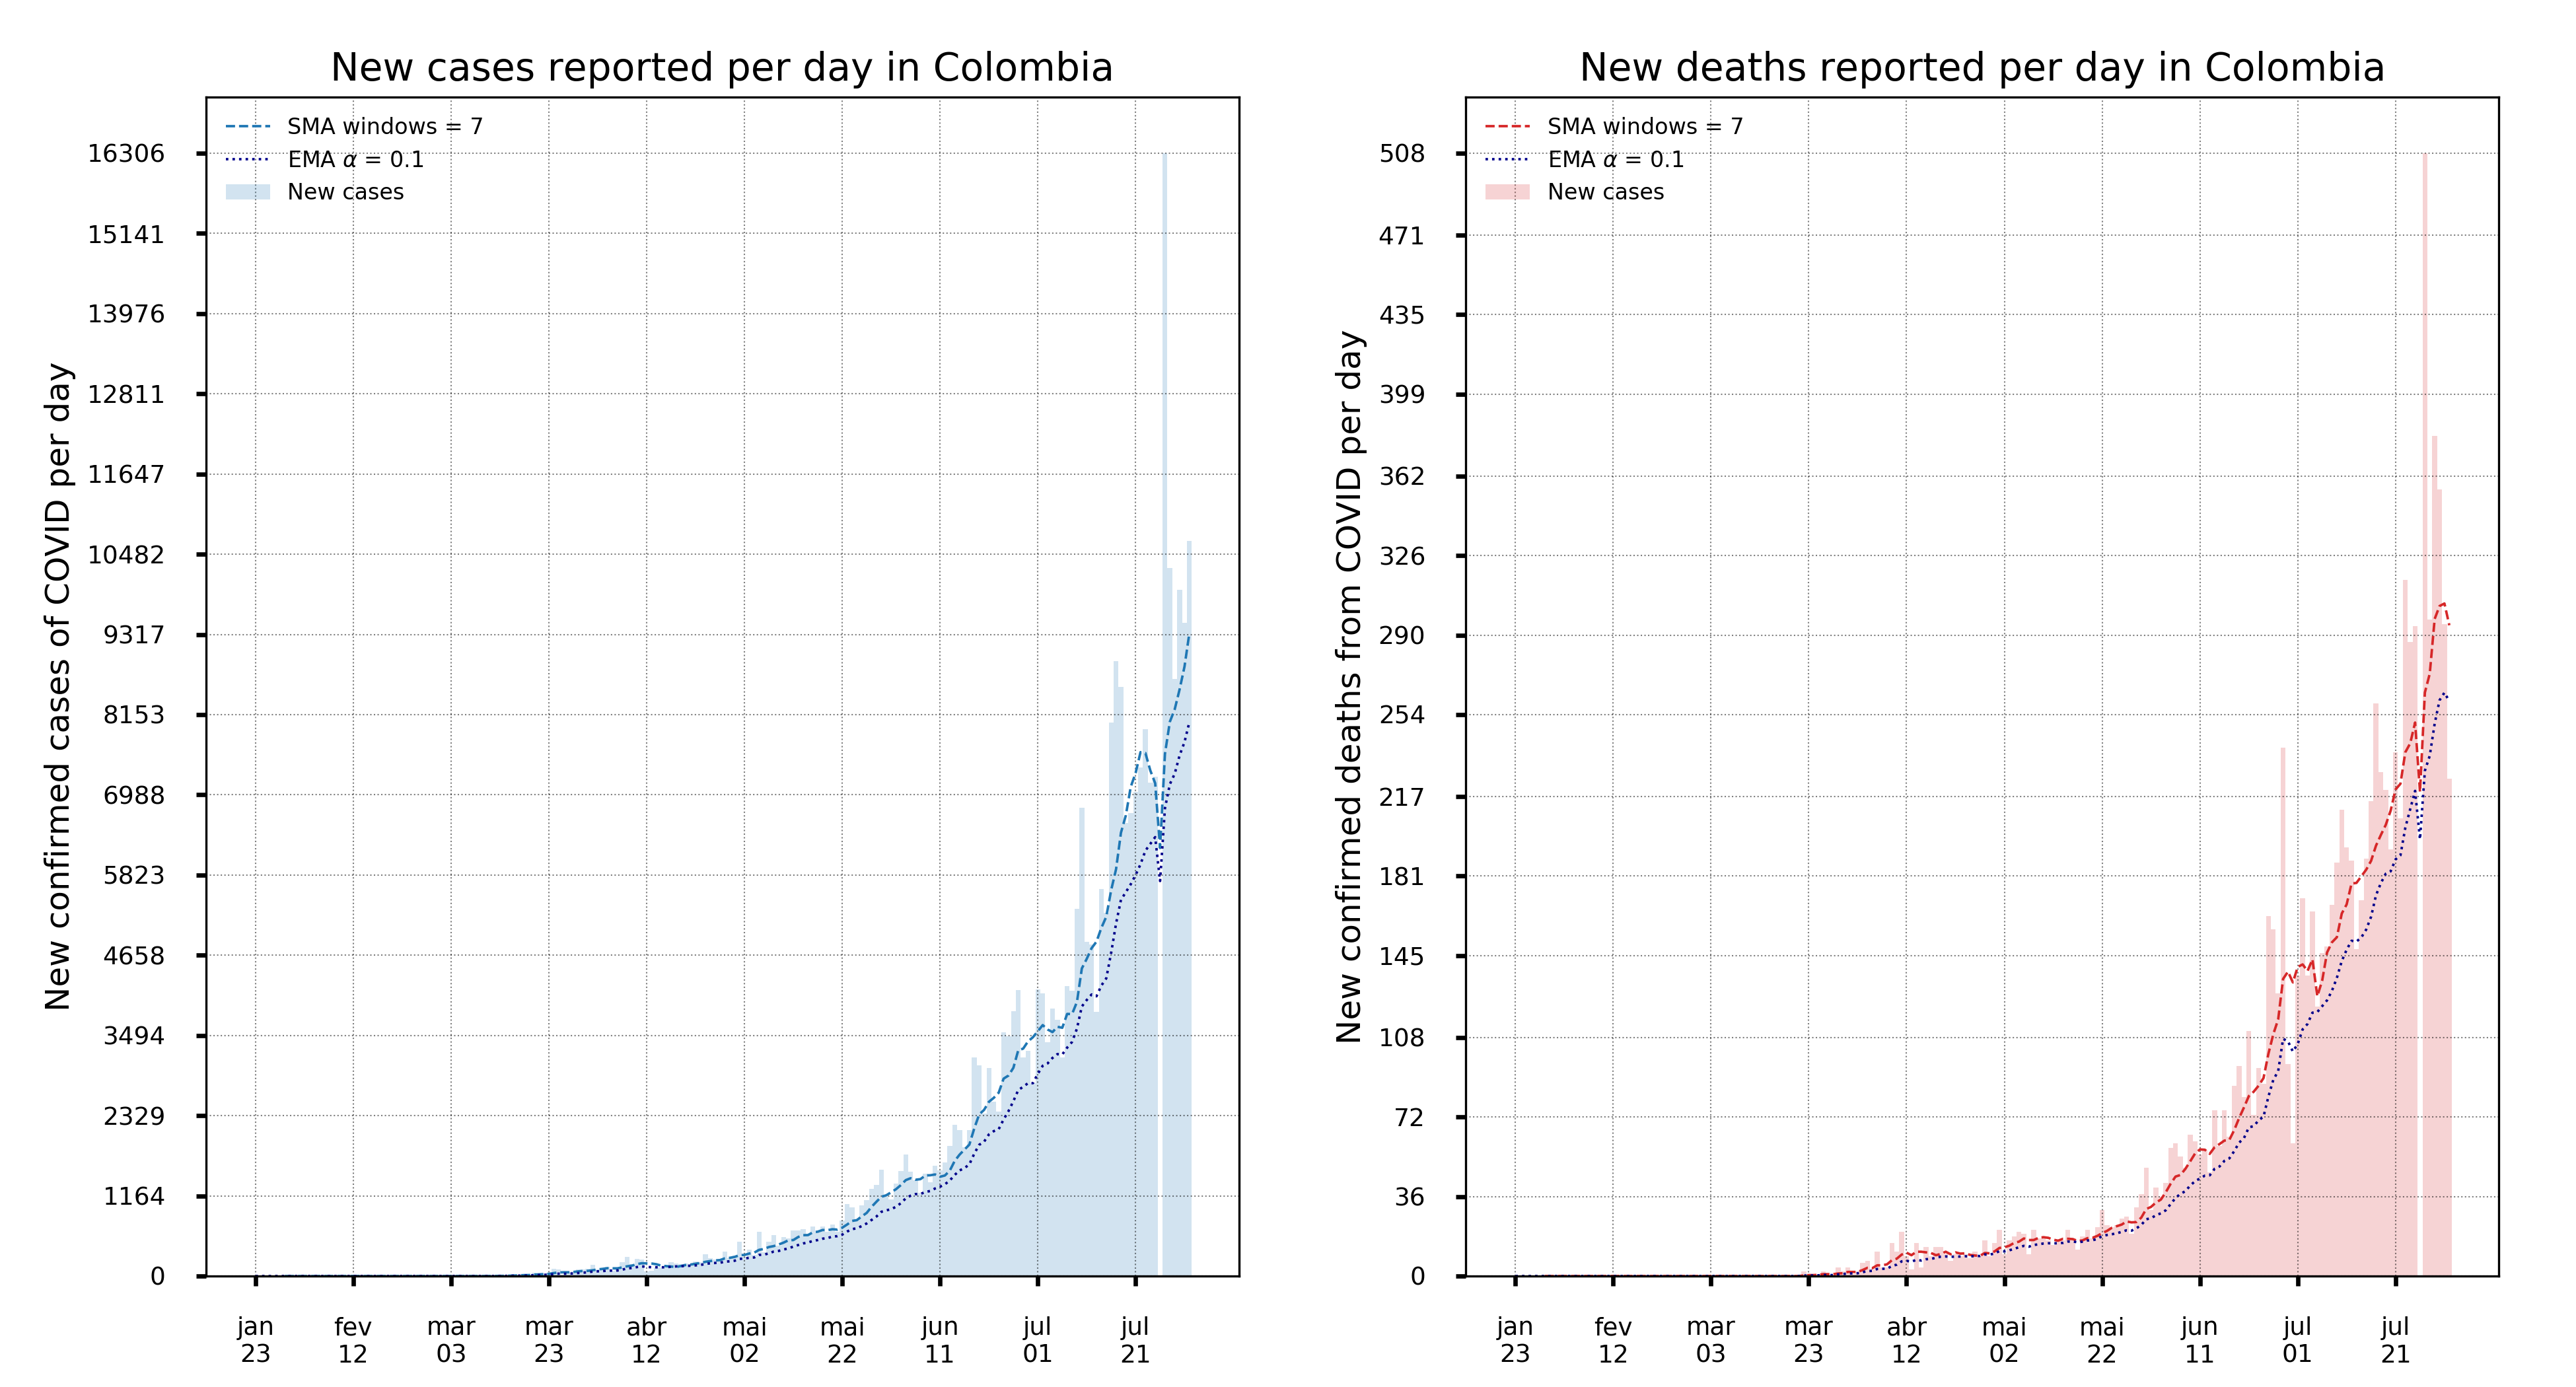 New cases reported per day in Colombia
New confirmed cases of COVID per day
SMA windows = 7
EMA α = 0.1
New cases
16306
15141
13976
12811
11647
10482
9317
8153
6988
5823
4658
3494
2329
1164
0
jan 23
fev 12
mar 03
mar 23
abr 12
mai 02
mai 22
jun 11
jul 01
jul 21
New deaths reported per day in Colombia
New confirmed deaths from COVID per day
SMA windows = 7
EMA α = 0.1
New cases
508
471
435
399
362
326
290
254
217
181
145
108
72
36
0
jan 23
fev 12
mar 03
mar 23
abr 12
mai 02
mai 22
jun 11
jul 01
jul 21